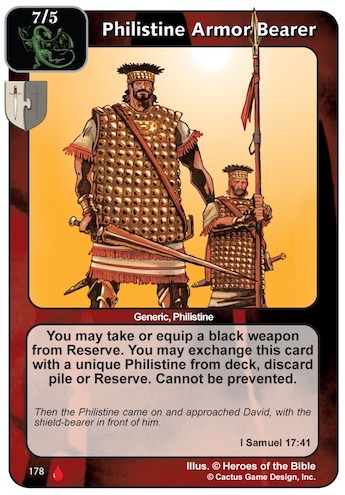 7/5
Philistine Armor Bearer
Generic, Philistine
You may take or equip a black weapon
from Reserve. You may exchange this card
with a unique Philistine from deck, discard
pile or Reserve. Cannot be prevented.
Then the Philistine came on and approached David, with the
shield-bearer in front of him.
I Samuel 17:41
178
Illus. © Heroes of the Bible
© Cactus Game Design, Inc.